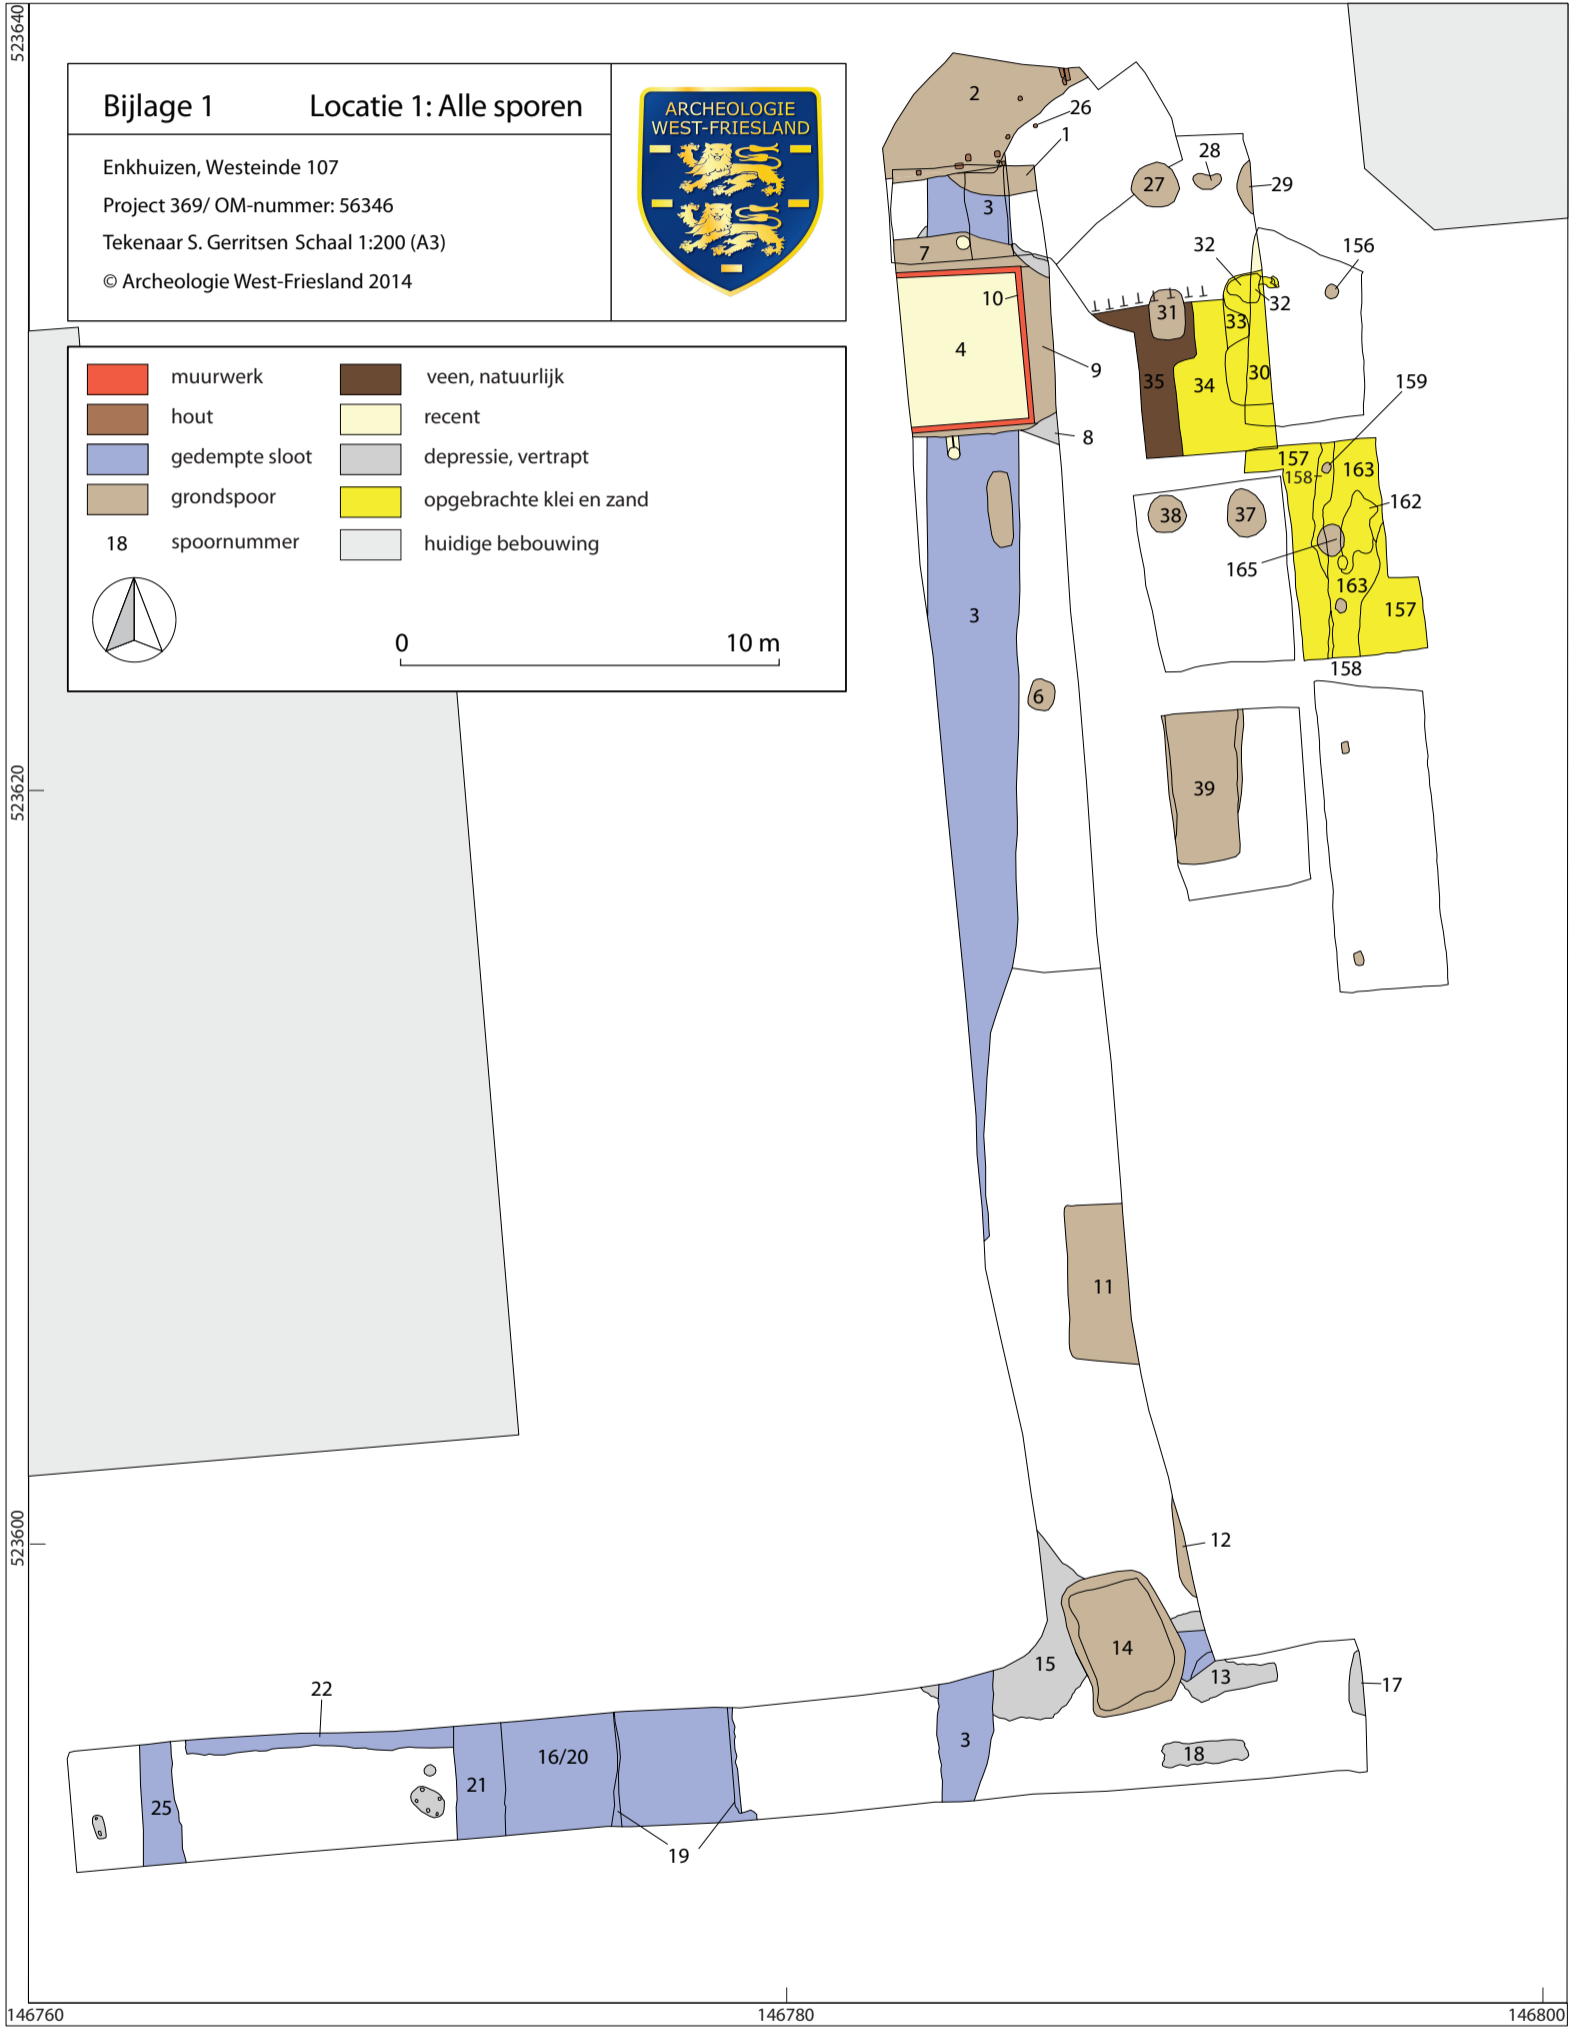 Bijlage 1 Locatie 1: Alle sporen
Enkhuizen, Westeinde 107
Project 369/ OM-nummer: 56346
Tekenaar S. Gerritsen Schaal 1:200 (A3)
© Archeologie West-Friesland 2014
ARCHEOLOGIE
WEST-FRIESLAND
muurwerk
hout
gedempte sloot
grondspoor
18 spoornummer
veen, natuurlijk
recent
depressie, vertrapt
opgebrachte klei en zand
huidige bebouwing
0 10 m
523640
523620
523600
146760
146780
146800
2
26
1
28
27
29
3
7
32
156
10
32
31
33
4
9
35
34
30
159
8
157
163
158
162
38
37
165
163
157
3
158
6
39
11
12
14
15
13
17
22
3
18
16/20
21
25
19